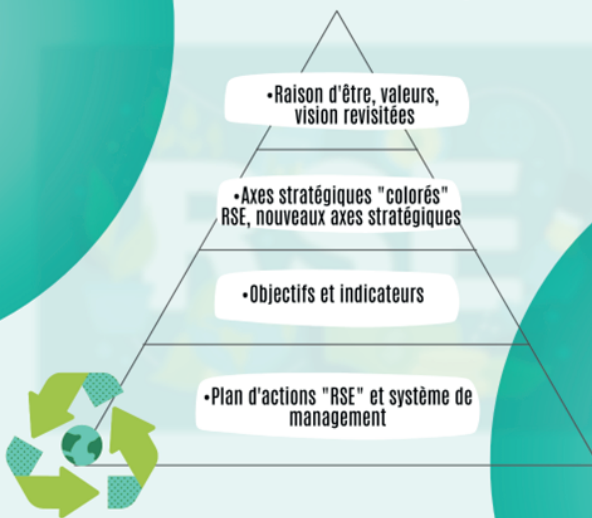 •Raison d'être, valeurs,
vision revisitées
•Axes stratégiques "colorés"
RSE, nouveaux axes stratégiques
•Objectifs et indicateurs
•Plan d'actions "RSE" et système de
management
RSE